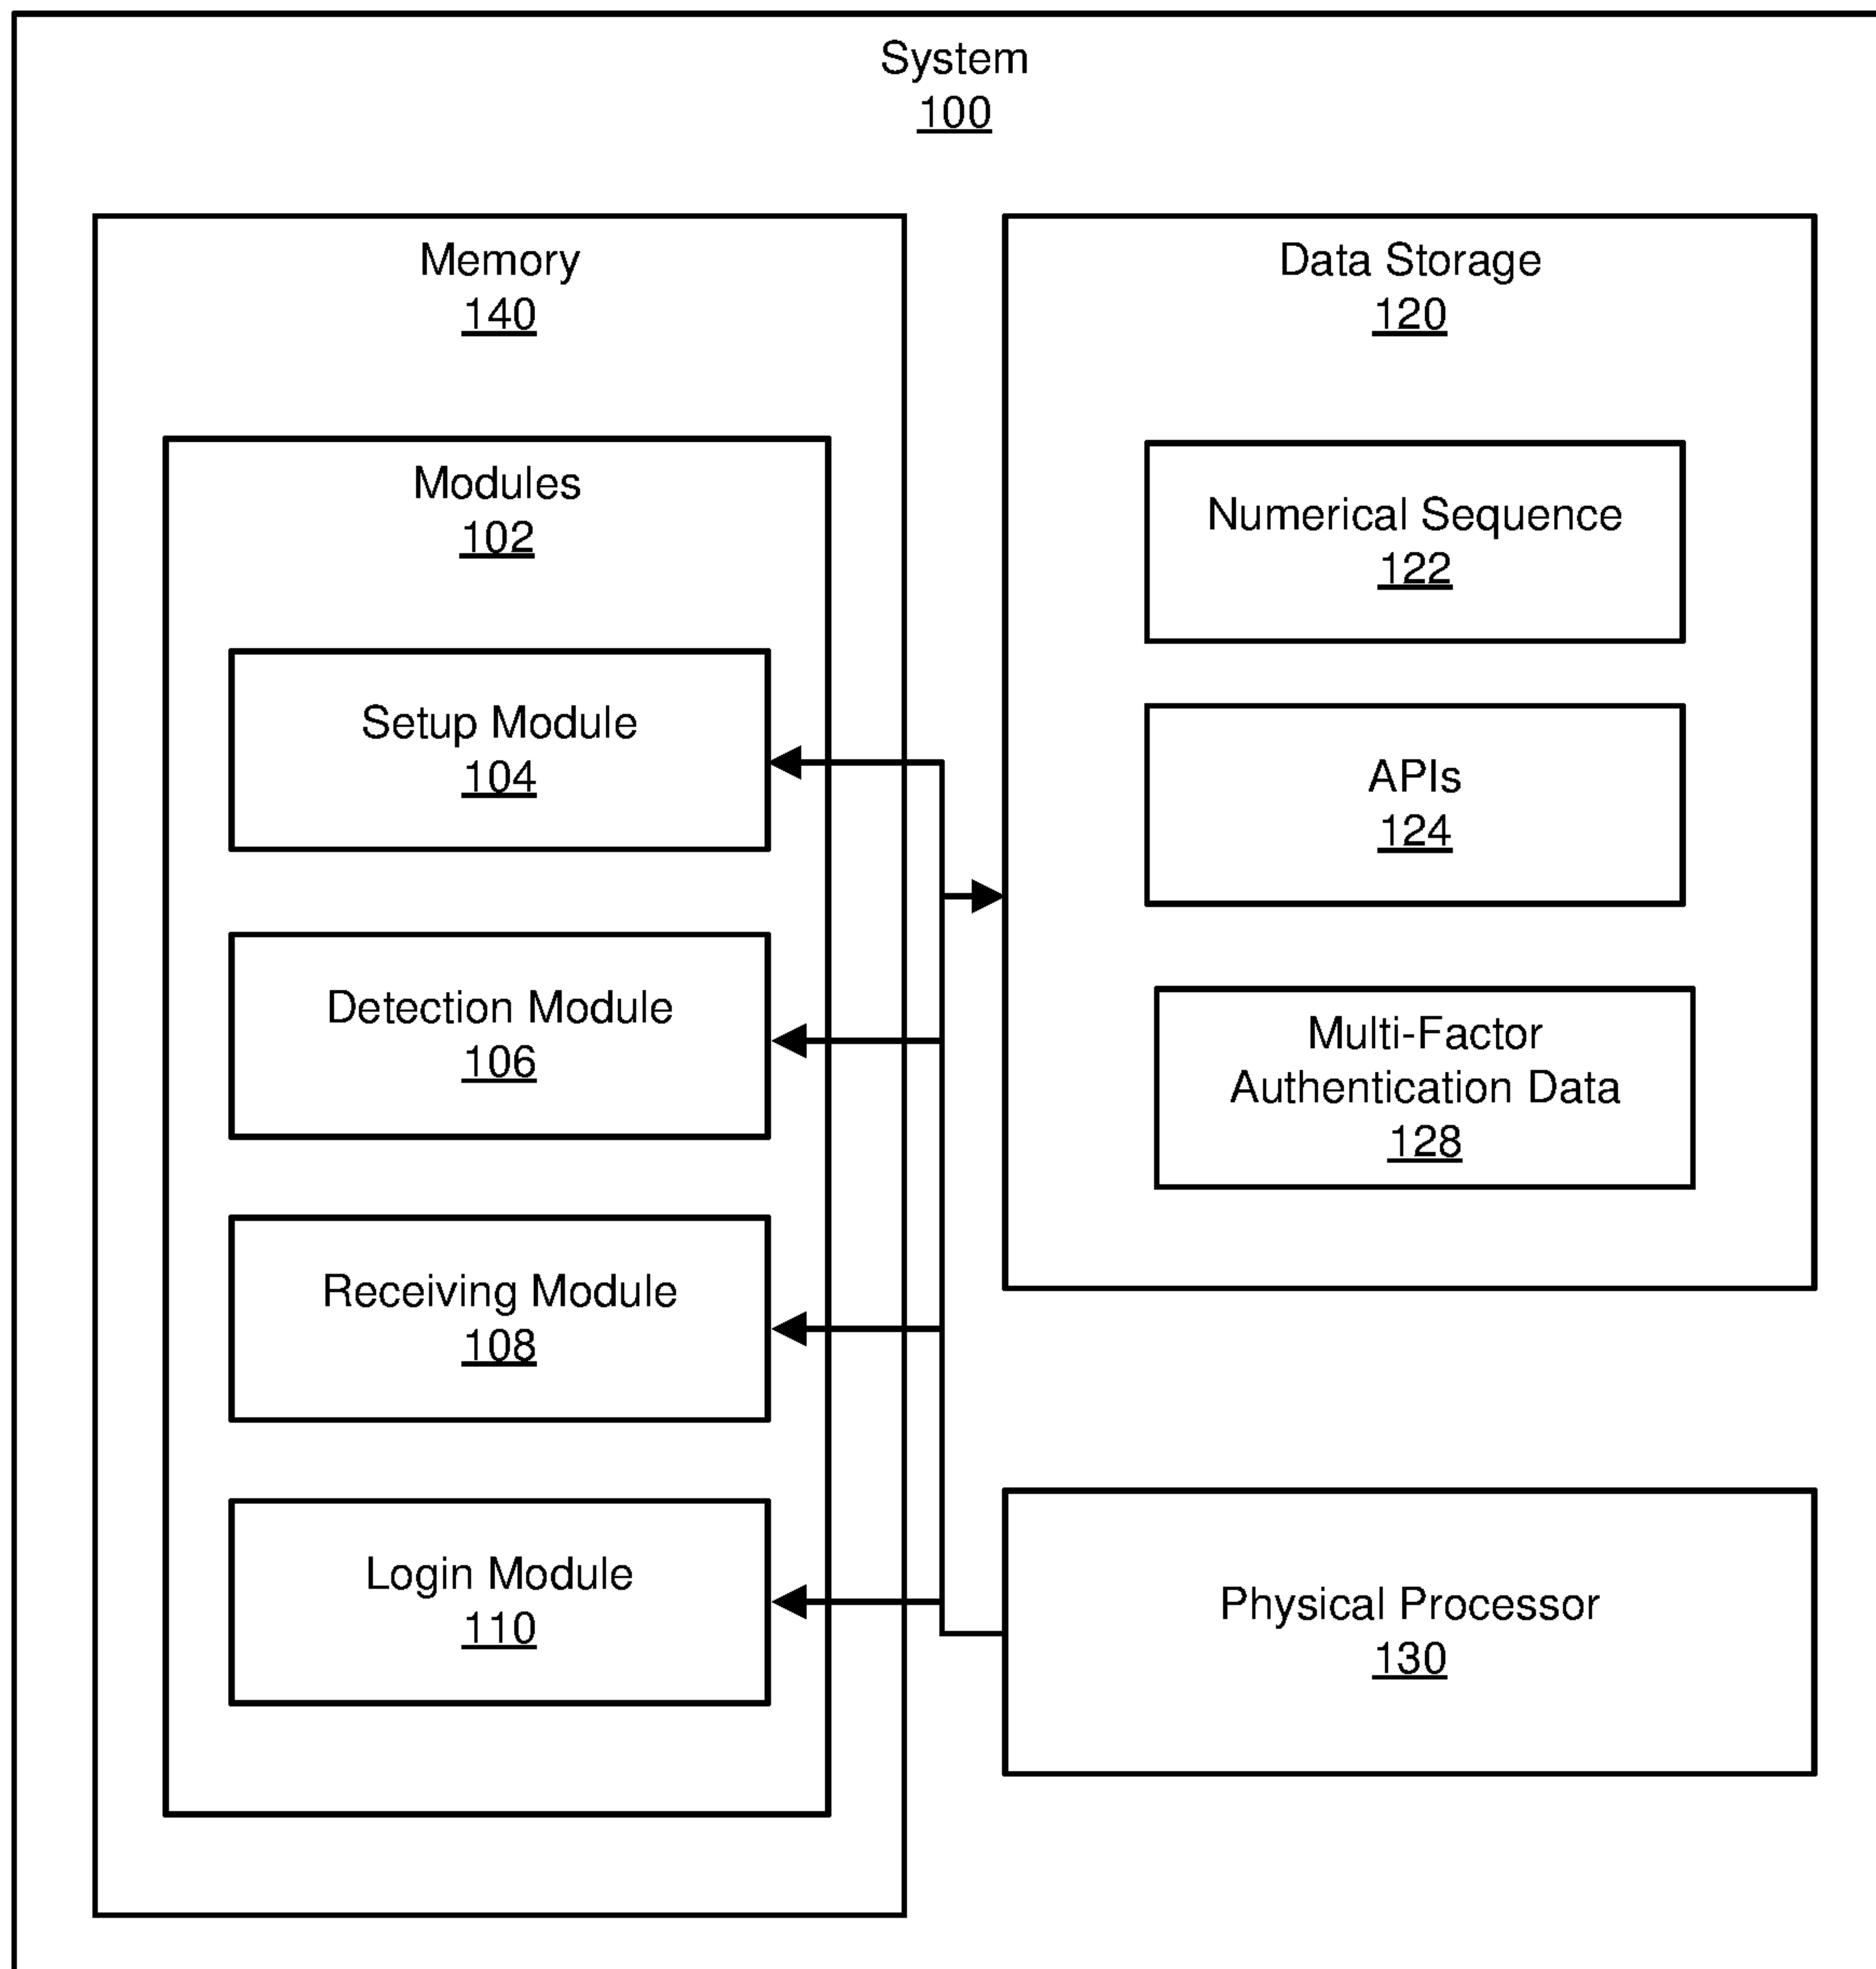 System
100
Memory
140
Modules
102
Setup Module
104
Detection Module
106
Receiving Module
108
Login Module
110
Data Storage
120
Numerical Sequence
122
APIs
124
Multi-Factor
Authentication Data
128
Physical Processor
130